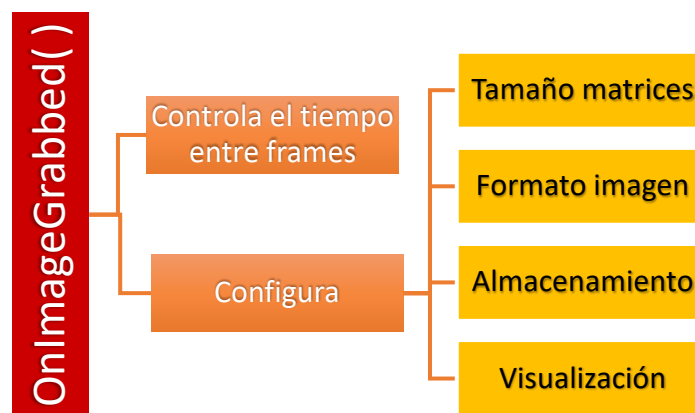 OnImageGrabbed( )
Controla el tiempo
entre frames
Configura
Tamaño matrices
Formato imagen
Almacenamiento
Visualización